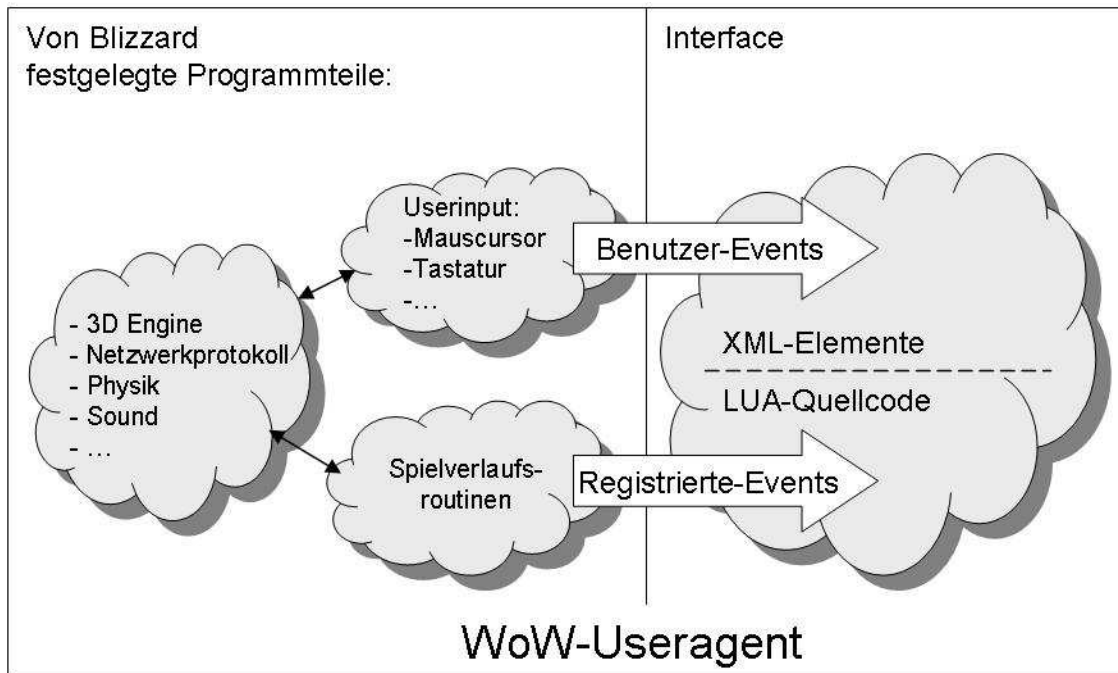 Von Blizzard
festgelegte Programmteile:
Interface
Userinput:
-Mauscursor
-Tastatur
-...
Benutzer-Events
- 3D Engine
- Netzwerkprotokoll
- Physik
- Sound
- ...
XML-Elemente
LUA-Quellcode
Spielverlaufs-
routinen
Registrierte-Events
WoW-Useragent